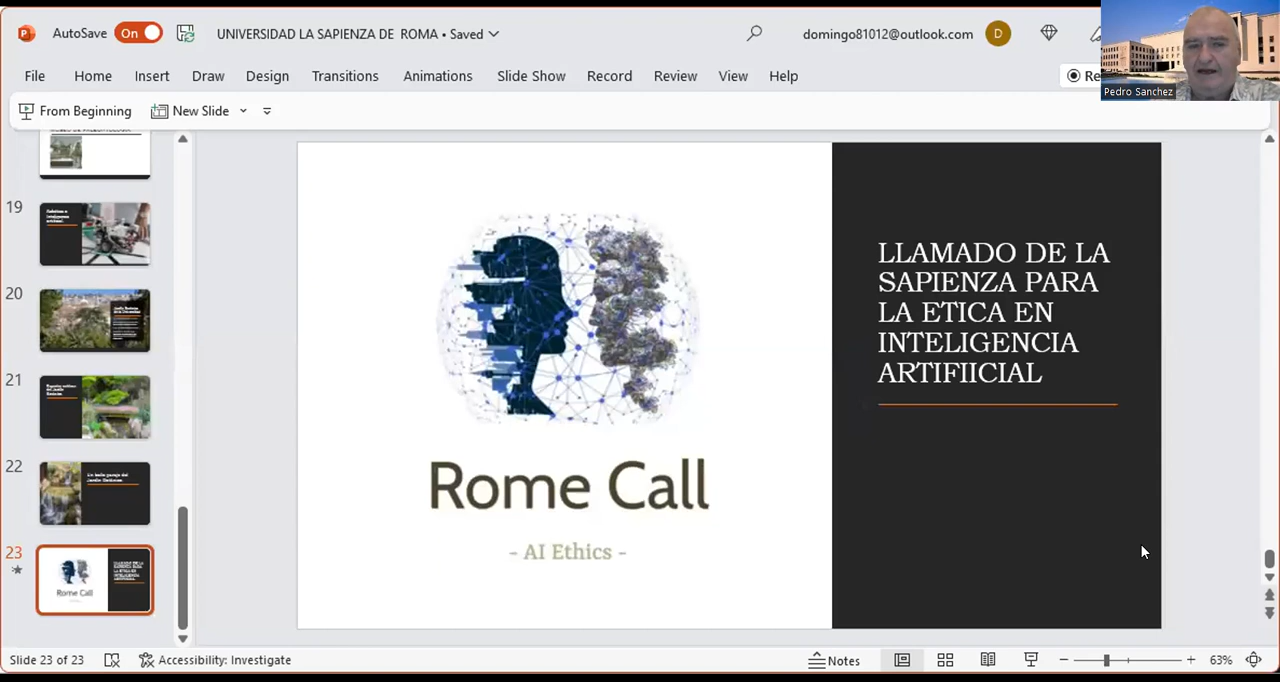 AutoSave
On
UNIVERSIDAD LA SAPIENZA DE ROMA • Saved
domingo81012@outlook.com
D
File Home Insert Draw Design Transitions Animations Slide Show Record Review View Help
Pedro Sanchez
From Beginning
New Slide
19
20
21
22
23
Rome Call
- AI Ethics -
LLAMADO DE LA
SAPIENZA PARA
LA ETICA EN
INTELIGENCIA
ARTIFIICIAL
Slide 23 of 23
Accessibility: Investigate
Notes
63%